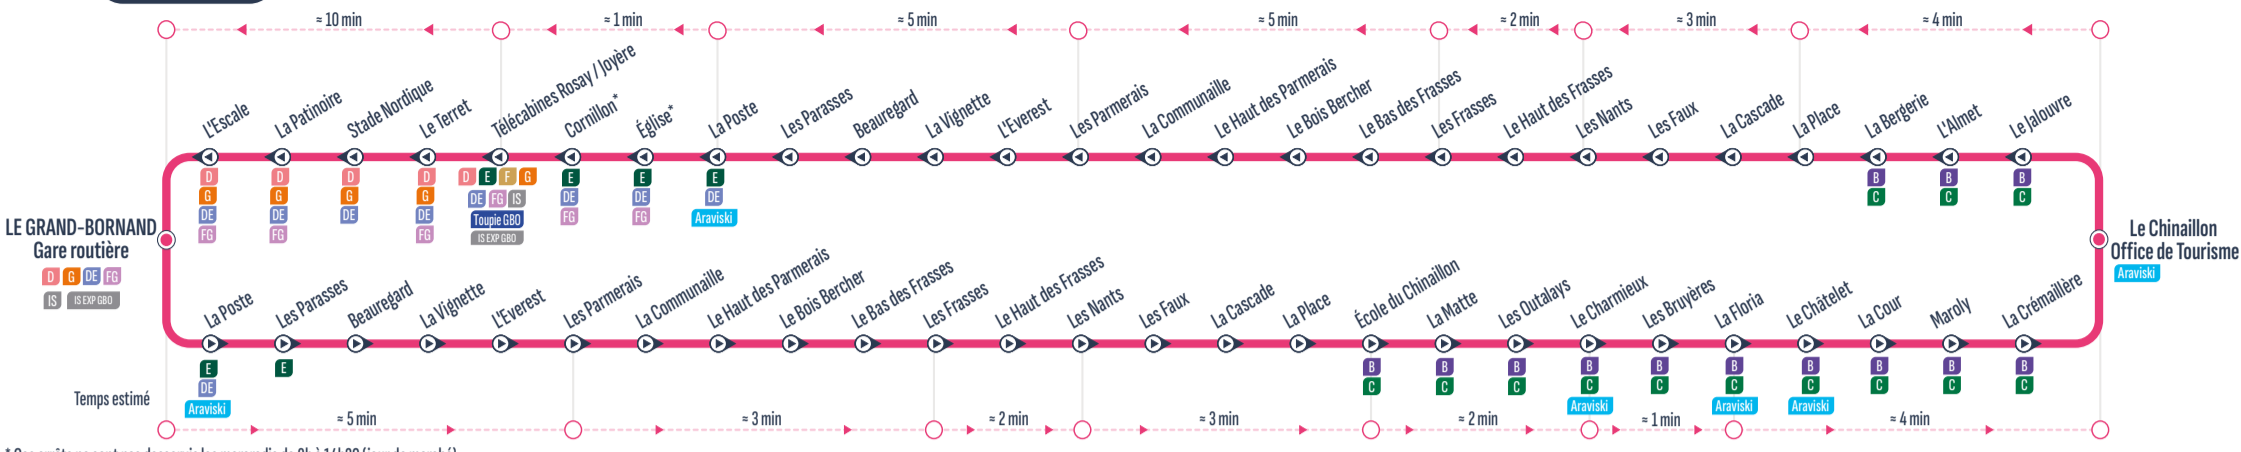 ≈ 10 min
≈ 1 min
≈ 5 min
≈ 5 min
≈ 2 min
≈ 3 min
≈ 4 min
L'Escale
La Patinoire
Stade Nordique
Le Terret
Télécabines Rosay / Joyère
Cornillon*
Église*
La Poste
Les Parasses
Beauregard
La Vignette
L'Everest
Les Parmerais
La Communaille
Le Haut des Parmerais
Le Bois Bercher
Le Bas des Frasses
Les Frasses
Le Haut des Frasses
Les Nants
Les Faux
La Cascade
La Place
La Bergerie
L'Almet
Le Jalouvre
D
G
DE
FG
D
G
DE
FG
D
G
DE
D
G
DE
FG
D E F G
DE FG IS
Toupie GBO
IS EXP GBO
E
DE
FG
E
DE
FG
E
DE
Araviski
B
C
B
C
B
C
LE GRAND-BORNAND
Gare routière
D G DE FG
IS IS EXP GBO
Le Chinaillon
Office de Tourisme
Araviski
La Poste
Les Parasses
Beauregard
La Vignette
L'Everest
Les Parmerais
La Communaille
Le Haut des Parmerais
Le Bois Bercher
Le Bas des Frasses
Les Frasses
Le Haut des Frasses
Les Nants
Les Faux
La Cascade
La Place
École du Chinaillon
La Matte
Les Outalays
Le Charmieux
Les Bruyères
La Floria
Le Châtelet
La Cour
Maroly
La Crémaillère
E
DE
Araviski
E
B
C
B
C
B
C
B
C
Araviski
B
C
B
C
Araviski
B
C
Araviski
B
C
B
C
B
C
Temps estimé
≈ 5 min
≈ 3 min
≈ 2 min
≈ 3 min
≈ 2 min
≈ 1 min
≈ 4 min